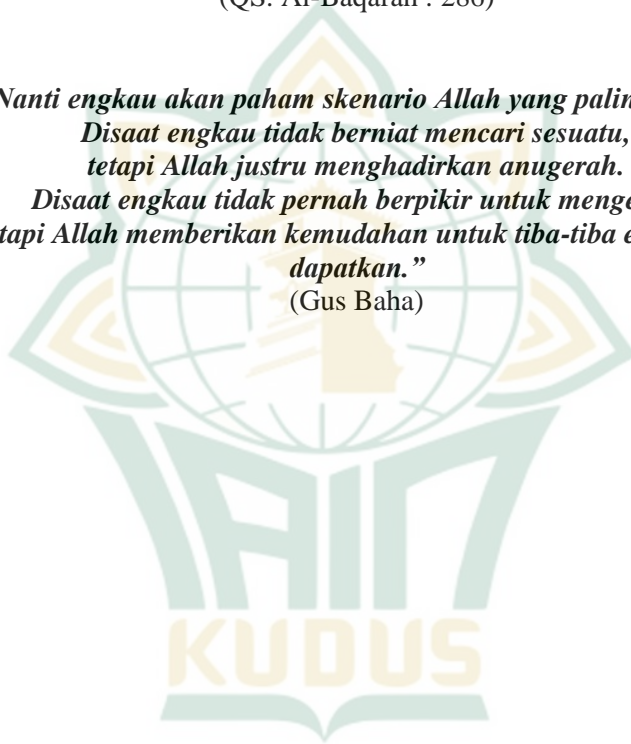 (QS. Al-Baqarah : 286)
Nanti engkau akan paham skenario Allah yang
Disaat engkau tidak berniat mencari sesuatu,
tetapi Allah justru menghadirkan anugerah.
Disaat engkau tidak pernah berpikir untuk
Allah memberikan kemudahan untuk tiba-tiba
dapatkan.”
(Gus Baha)
IAIN
KUDUS